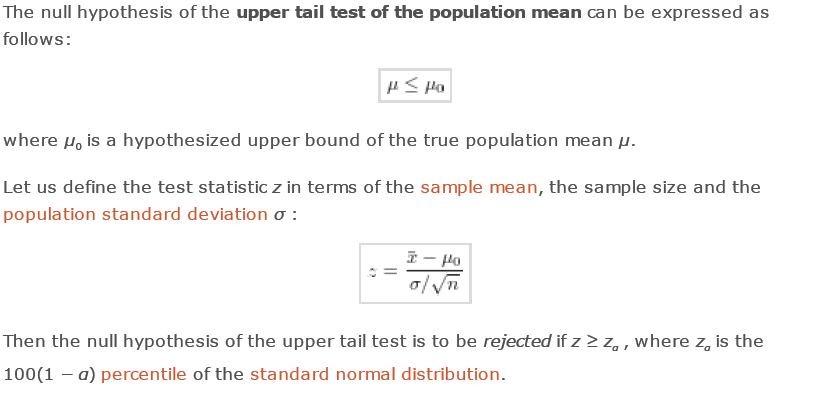 The null hypothesis of the upper tail test of the population mean can be expressed as
follows:
μ ≤ μ₀
where μ₀ is a hypothesized upper bound of the true population mean μ.
Let us define the test statistic z in terms of the sample mean, the sample size and the
population standard deviation σ :
z = (x̄ − μ₀) / (σ/√n)
Then the null hypothesis of the upper tail test is to be rejected if z ≥ zₐ , where zₐ is the
100(1 − α) percentile of the standard normal distribution.